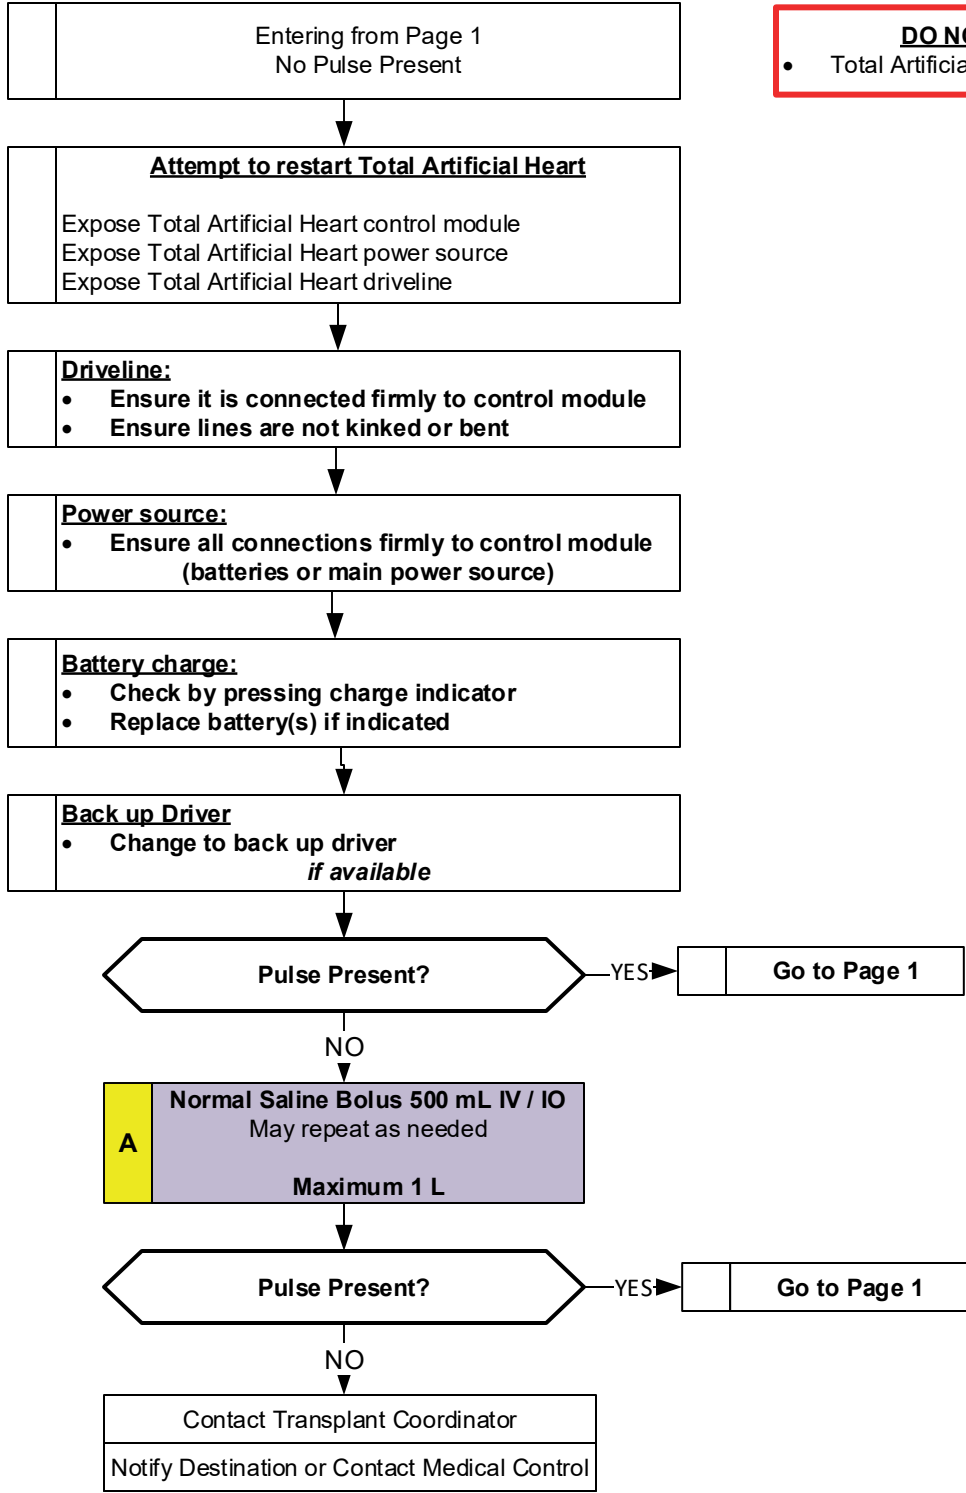 Entering from Page 1
No Pulse Present
DO
• Total
Attempt to restart Total Artificial Heart
Expose Total Artificial Heart control module
Expose Total Artificial Heart power source
Expose Total Artificial Heart driveline
Driveline:
• Ensure it is connected firmly to control module
• Ensure lines are not kinked or bent
Power source:
• Ensure all connections firmly to control module
(batteries or main power source)
Battery charge:
• Check by pressing charge indicator
• Replace battery(s) if indicated
Back up Driver
• Change to back up driver
if available
Pulse Present?
YES
Go to Page 1
NO
A
Normal Saline Bolus 500 mL IV / IO
May repeat as needed
Maximum 1 L
Pulse Present?
YES
Go to Page 1
NO
Contact Transplant Coordinator
Notify Destination or Contact Medical Control